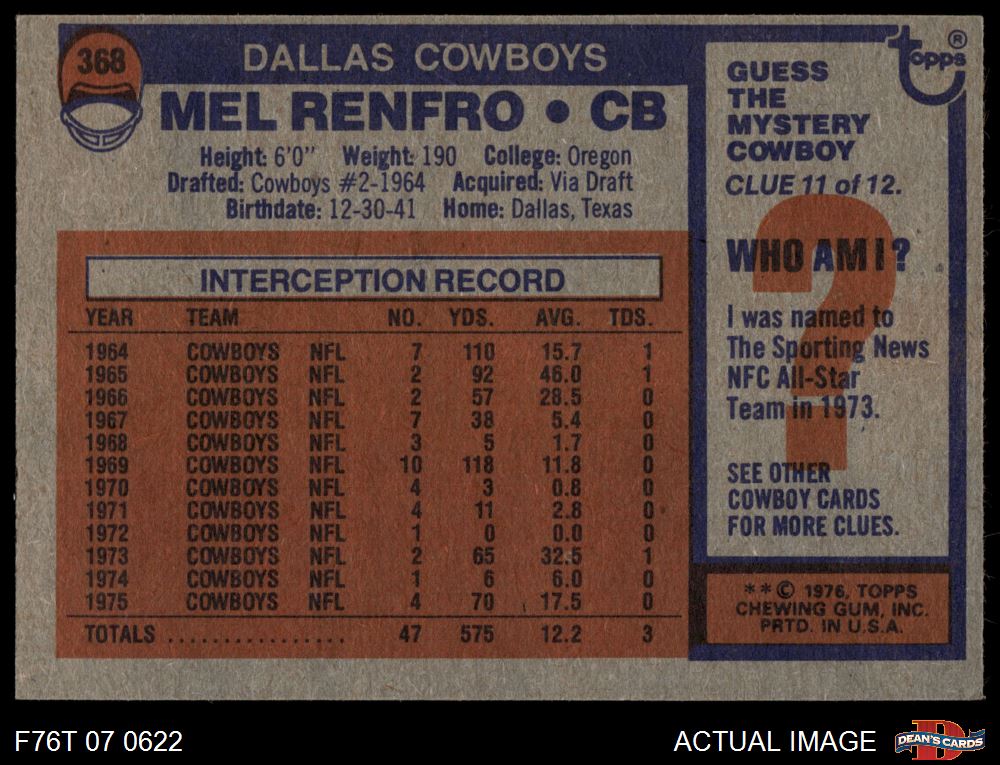 368
DALLAS COWBOYS
MEL RENFRO • CB
Height: 6'0" Weight: 190 College: Oregon
Drafted: Cowboys #2-1964 Acquired: Via Draft
Birthdate: 12-30-41 Home: Dallas, Texas
INTERCEPTION RECORD
YEAR TEAM NO. YDS. AVG. TDS.
1964 COWBOYS NFL 7 110 15.7 1
1965 COWBOYS NFL 2 92 46.0 1
1966 COWBOYS NFL 2 57 28.5 0
1967 COWBOYS NFL 7 38 5.4 0
1968 COWBOYS NFL 3 5 1.7 0
1969 COWBOYS NFL 10 118 11.8 0
1970 COWBOYS NFL 4 3 0.8 0
1971 COWBOYS NFL 4 11 2.8 0
1972 COWBOYS NFL 1 0 0.0 0
1973 COWBOYS NFL 2 65 32.5 1
1974 COWBOYS NFL 1 6 6.0 0
1975 COWBOYS NFL 4 70 17.5 0
TOTALS ................ 47 575 12.2 3
topps®
GUESS
THE
MYSTERY
COWBOY
CLUE 11 of 12.
?
WHO AM I?
I was named to
The Sporting News
NFC All-Star
Team in 1973.
SEE OTHER
COWBOY CARDS
FOR MORE CLUES.
**© 1976, TOPPS
CHEWING GUM, INC.
PRTD. IN U.S.A.
F76T 07 0622
ACTUAL IMAGE
D
DEAN'S CARDS